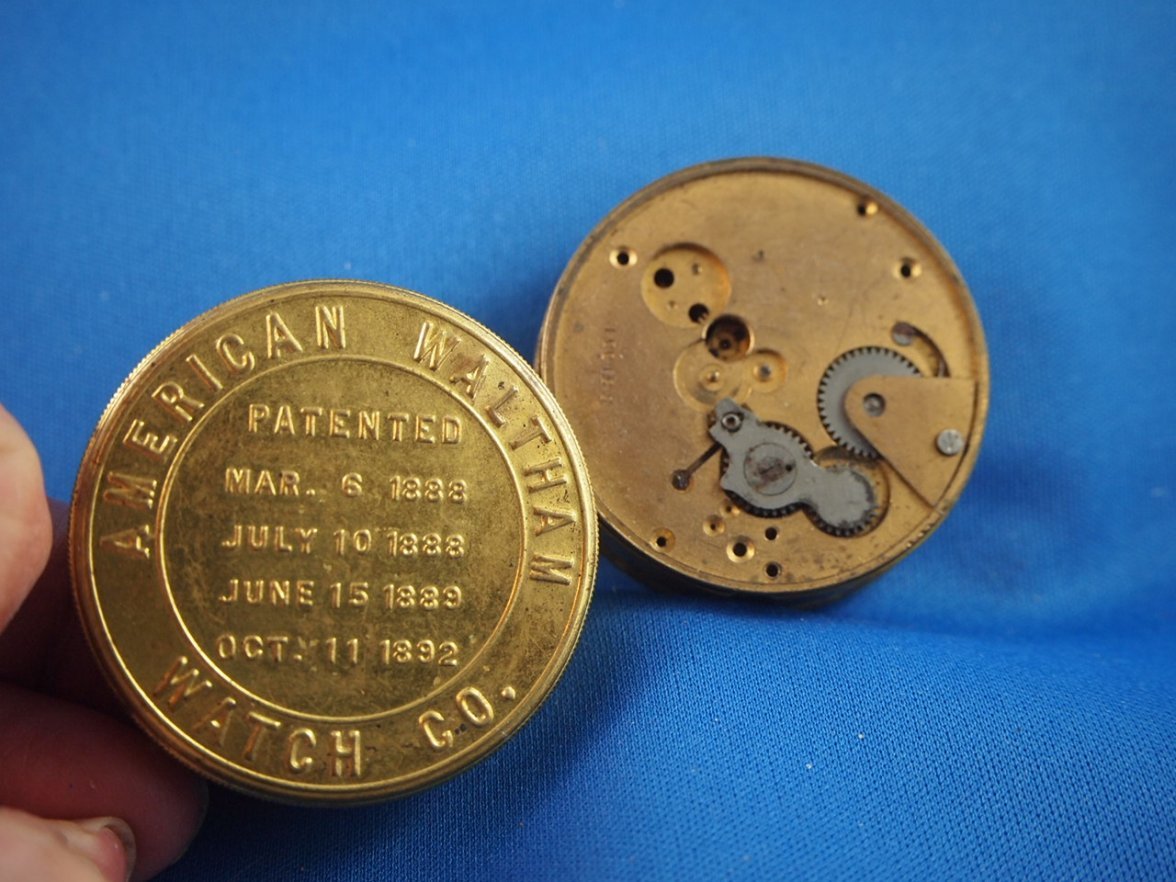 AMERICAN WALTHAM
WATCH CO.
PATENTED
MAR. 6 1888
JULY 10 1888
JUNE 15 1889
OCT. 11 1892